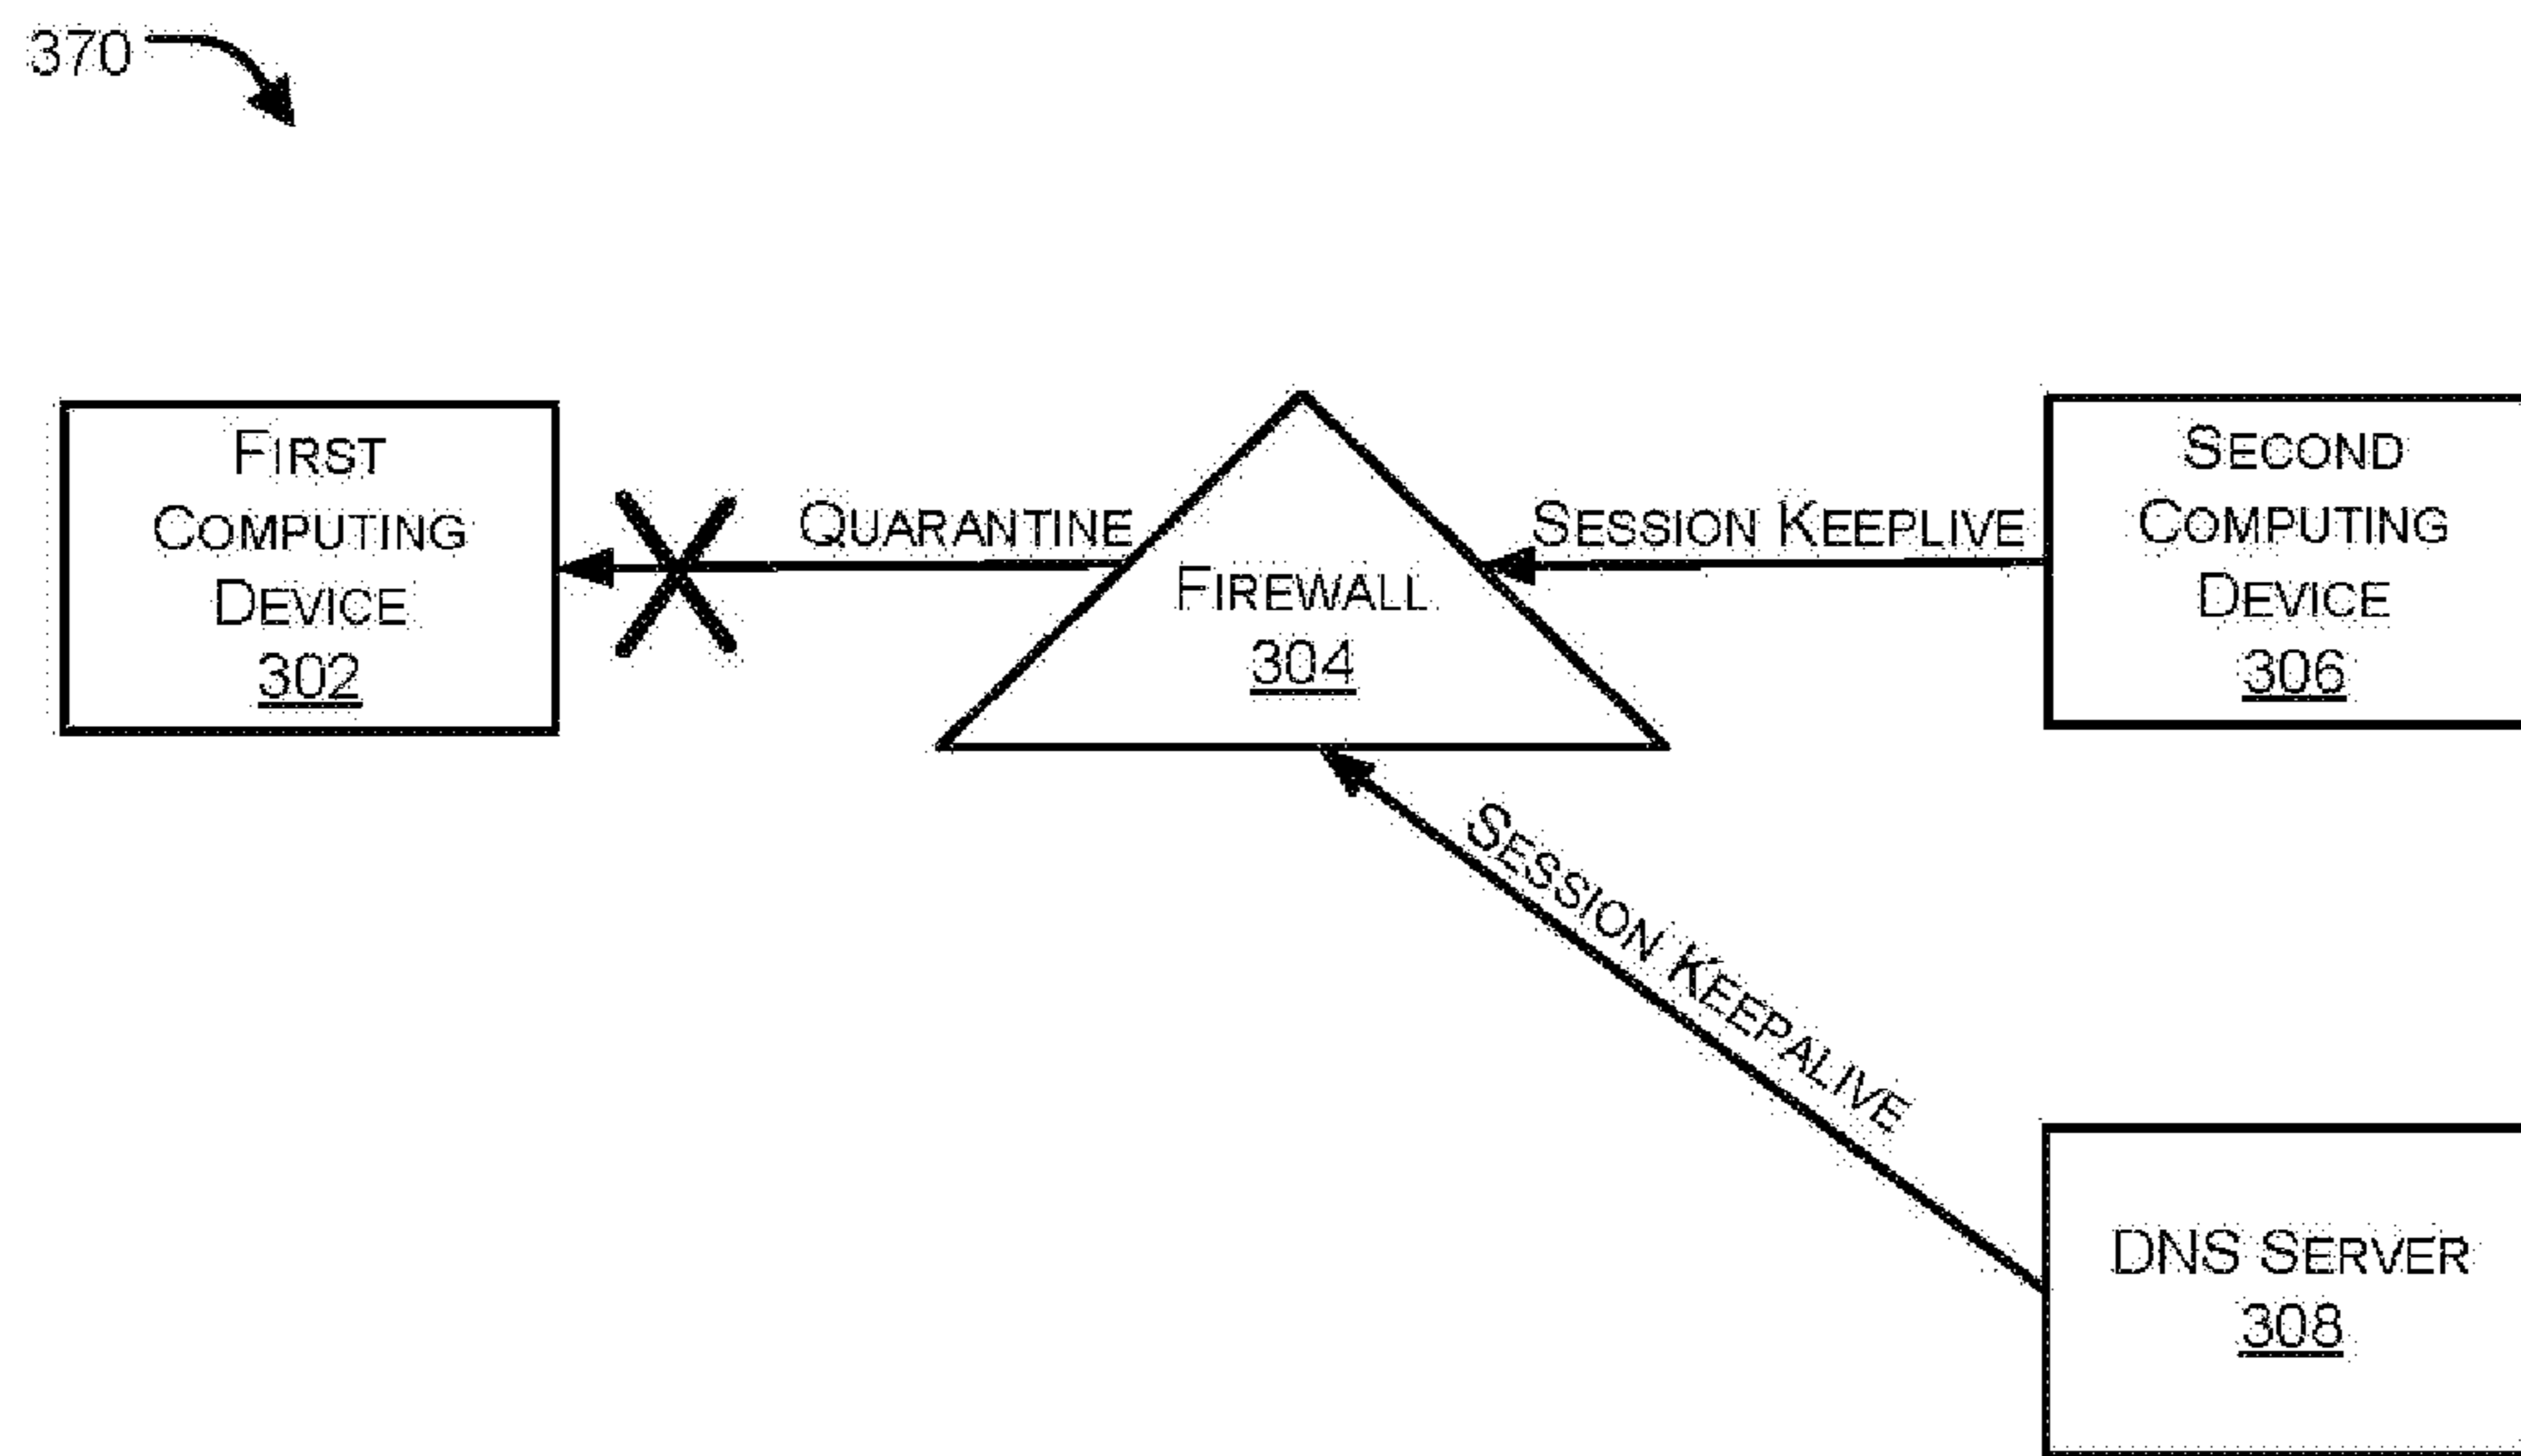 370
FIRST
COMPUTING
DEVICE
302
QUARANTINE
FIREWALL
304
SESSION KEEPLIVE
SECOND
COMPUTING
DEVICE
306
SESSION KEEPALIVE
DNS SERVER
308